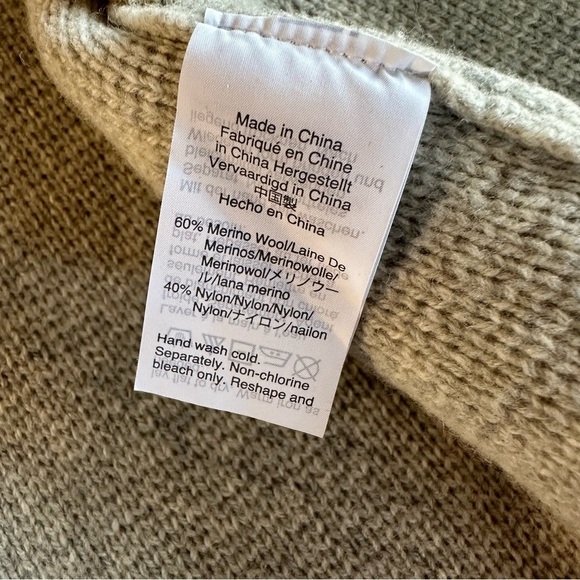 Made in China
Fabriqué en Chine
in China Hergestellt
Vervaardigd in China
中国製
Hecho en China
60% Merino Wool/Laine De
Merinos/Merinowolle/
Merinowol/メリノウー
ル/lana merino
40% Nylon/Nylon/Nylon/
Nylon/ナイロン/nailon
Hand wash cold.
Separately. Non-chlorine
bleach only. Reshape and